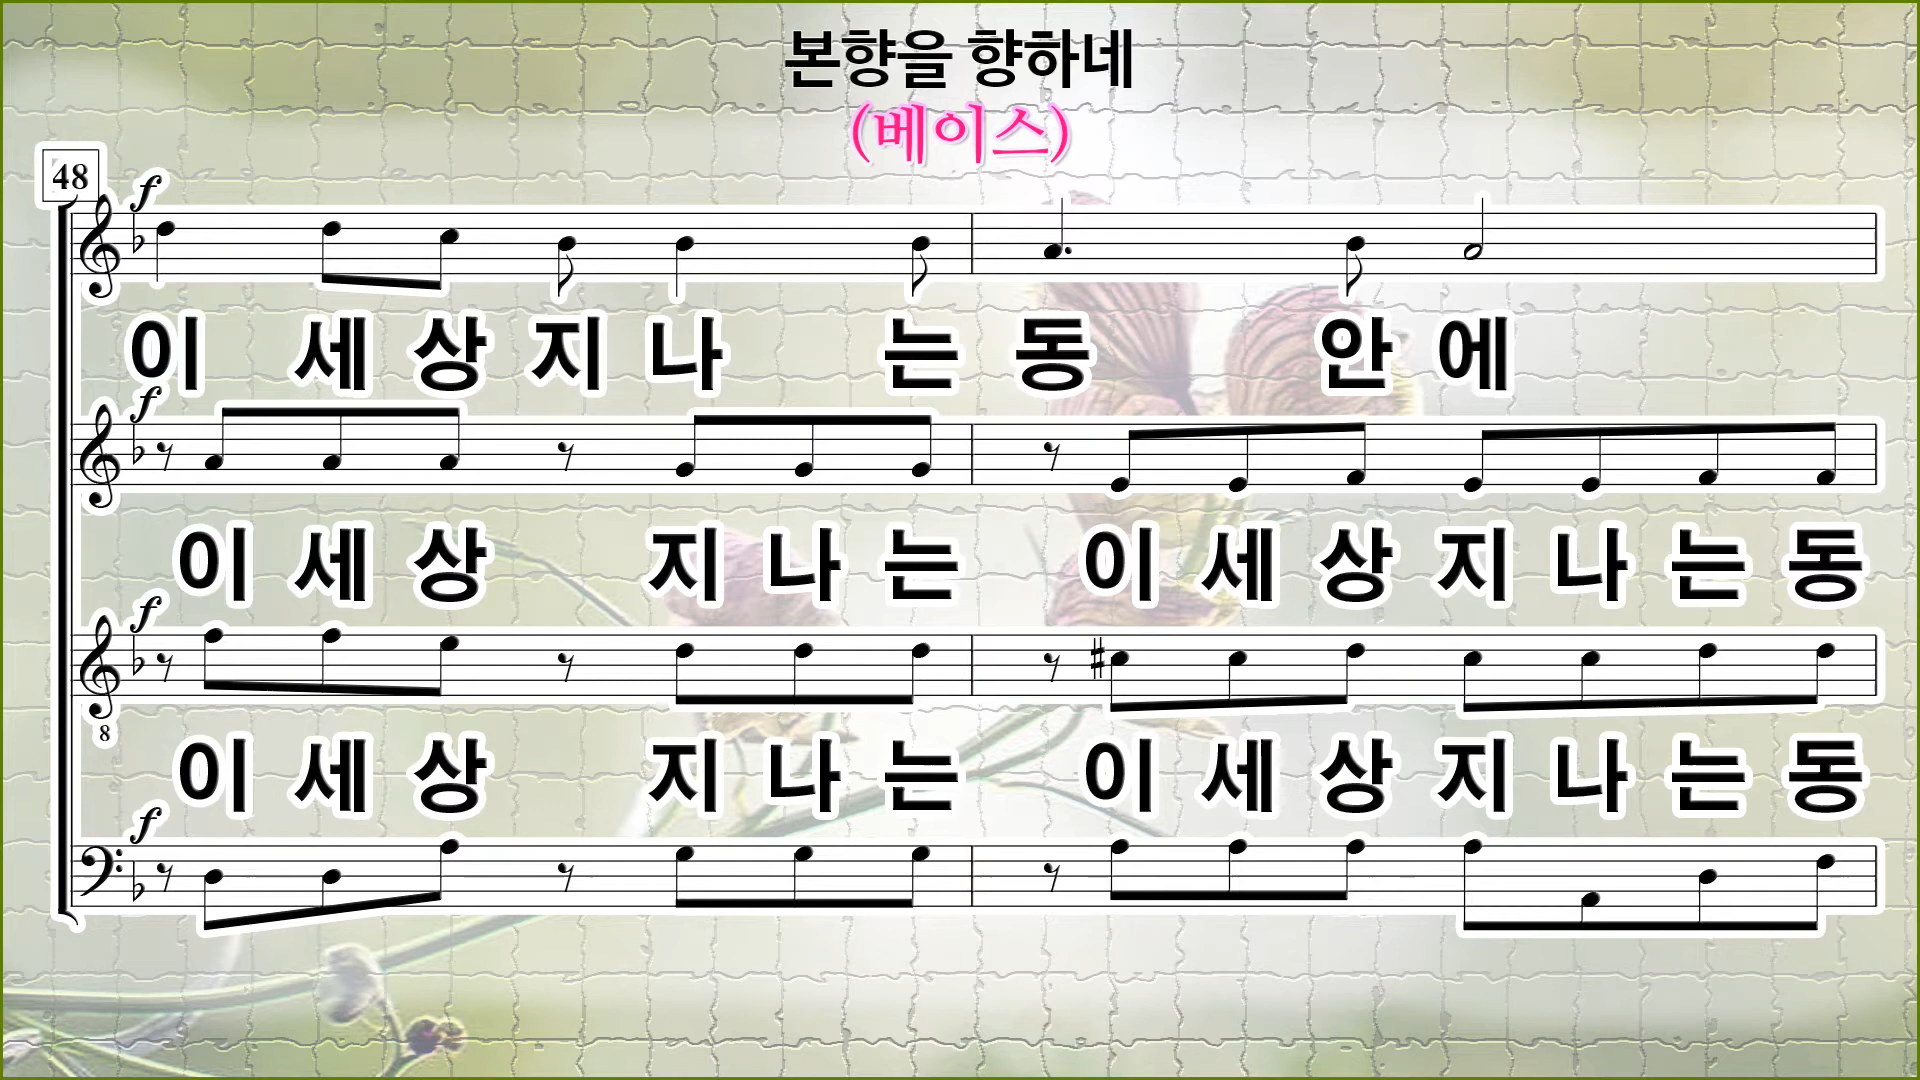 본향을 향하네
(베이스)
48
f
이 세 상 지 나 는 동 안 에
f
이 세 상 지 나 는 이 세 상 지 나 는 동
f
8
이 세 상 지 나 는 이 세 상 지 나 는 동
f